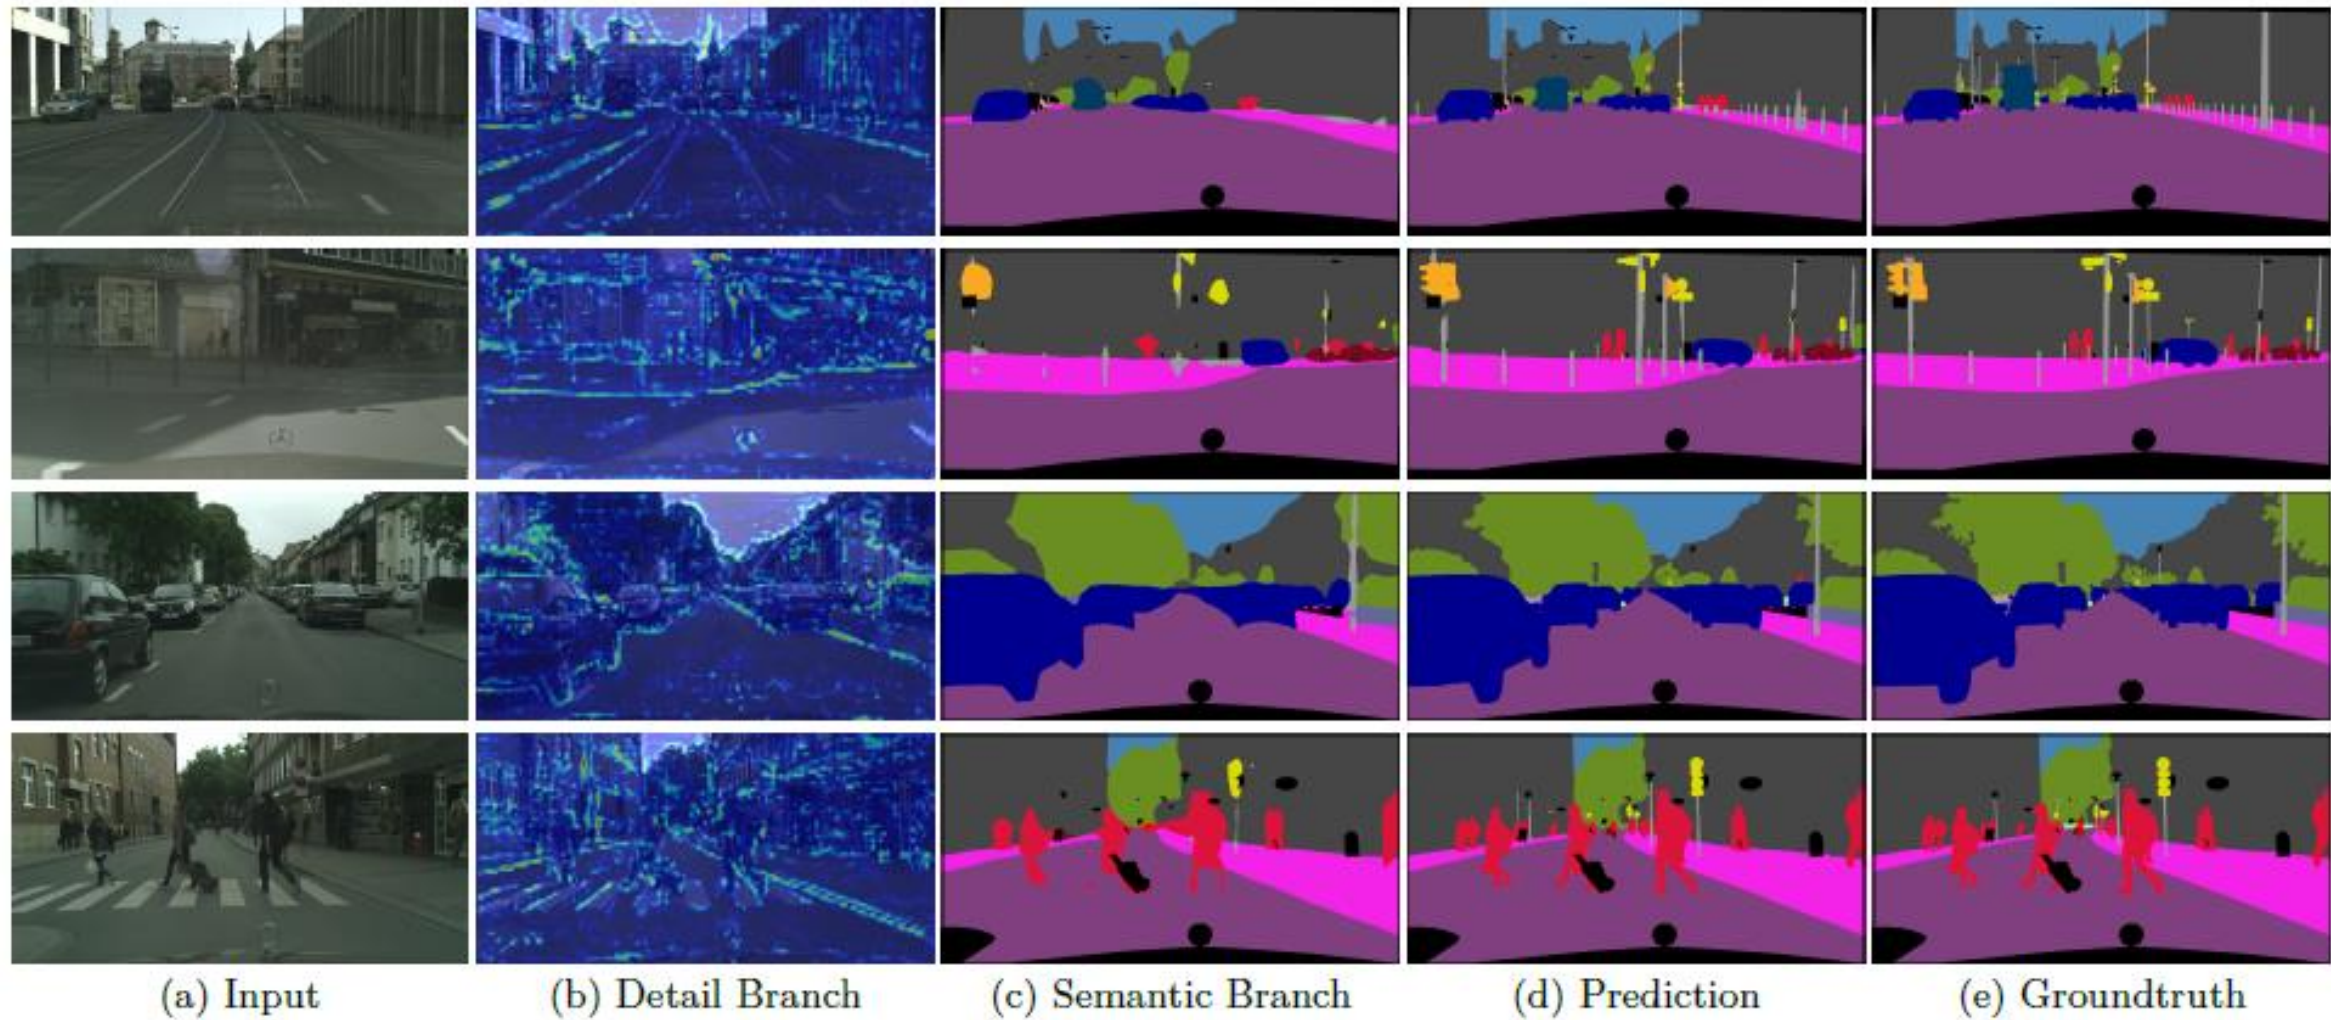 (a) Input
(b) Detail Branch
(c) Semantic Branch
(d) Prediction
(e) Groundtruth